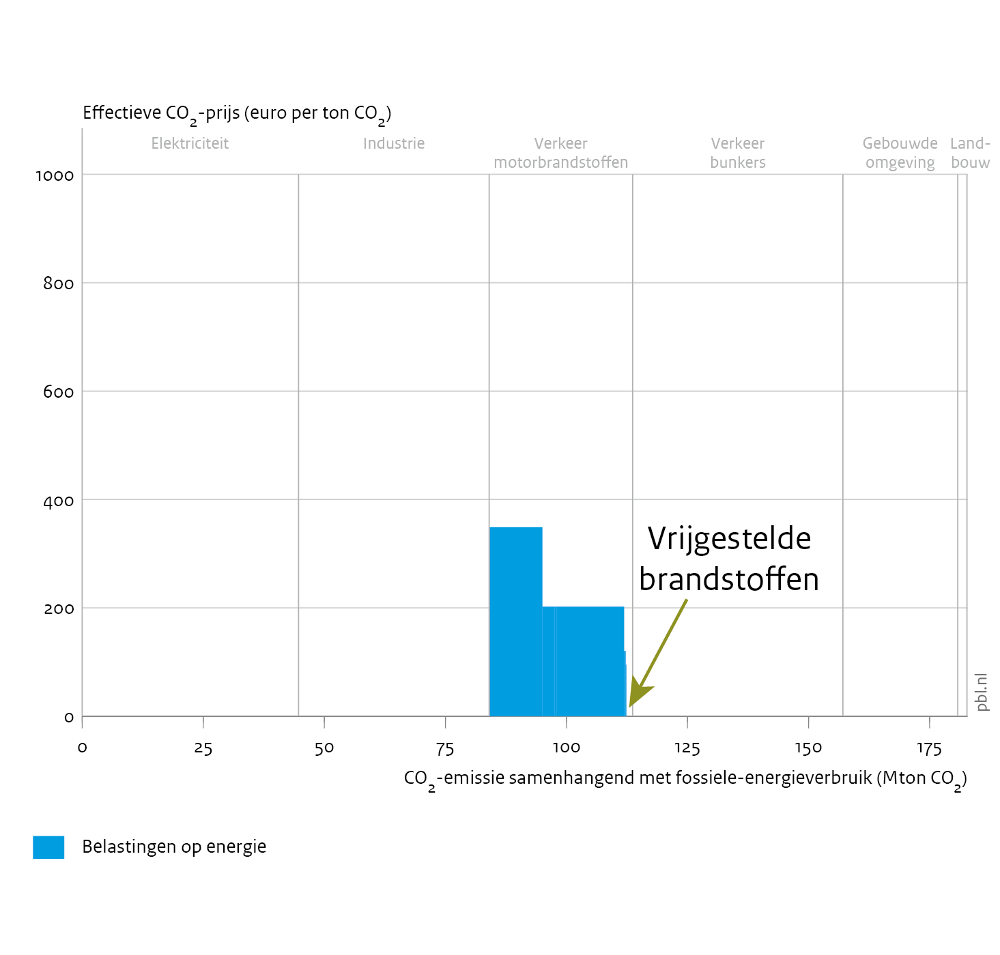 Effectieve CO₂-prijs (euro per ton CO₂)
Elektriciteit
Industrie
Verkeer
motorbrandstoffen
Verkeer
bunkers
Gebouwde
omgeving
Land-
bouw
1000
800
600
400
200
0
Vrijgestelde
brandstoffen
pbl.nl
0 25 50 75 100 125 150 175
CO₂-emissie samenhangend met fossiele-energieverbruik (Mton CO₂)
Belastingen op energie